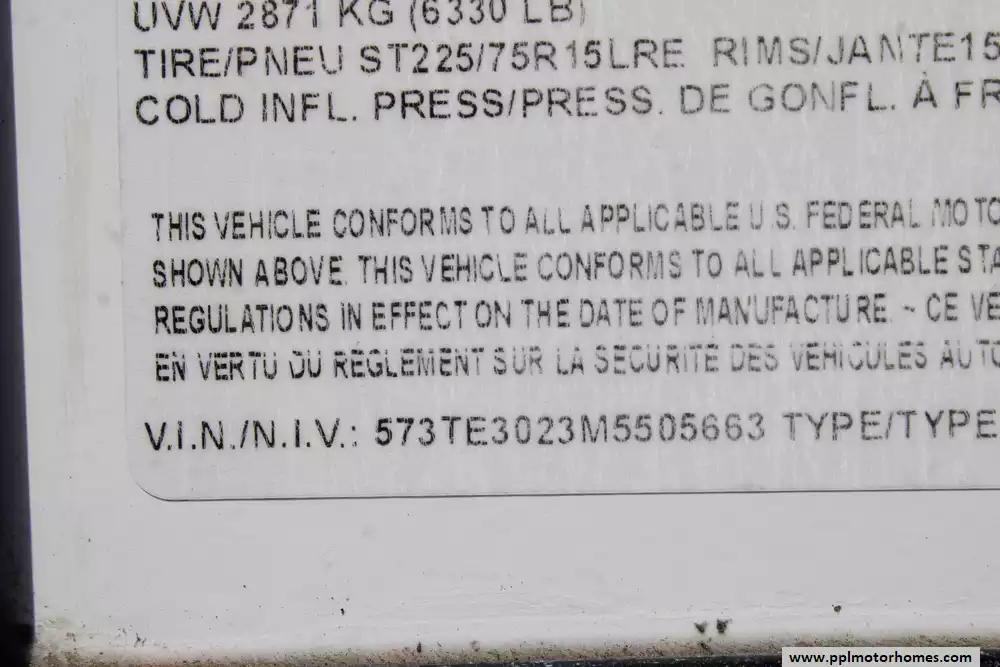 UVW 2871 KG (6330 LB)
TIRE/PNEU ST225/75R15LRE RIMS/JANTE15
COLD INFL. PRESS/PRESS. DE GONFL. À FR
THIS VEHICLE CONFORMS TO ALL APPLICABLE U.S. FEDERAL MOTO
SHOWN ABOVE. THIS VEHICLE CONFORMS TO ALL APPLICABLE STA
REGULATIONS IN EFFECT ON THE DATE OF MANUFACTURE. ~ CE VÉ
EN VERTU DU RÈGLEMENT SUR LA SÉCURITÉ DES VÉHICULES AUTO
V.I.N./N.I.V.: 573TE3023M5505663 TYPE/TYPE
www.pplmotorhomes.com